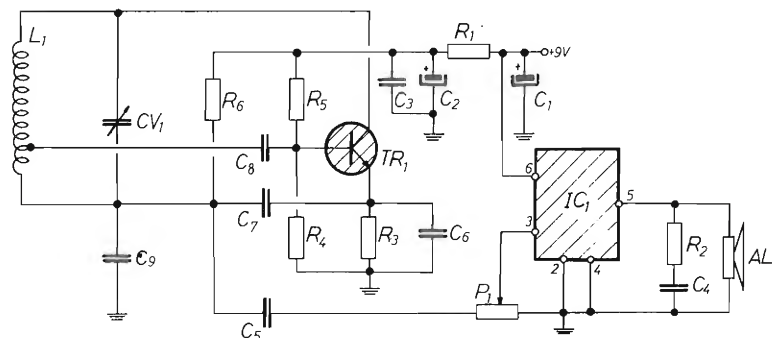 L1
R1
+9V
+
+
R6
R5
C3
C2
C1
CV1
C8
TR1
6
IC1
5
3
C7
R4
R3
C6
R2
AL
C9
P1
2
4
C4
C5